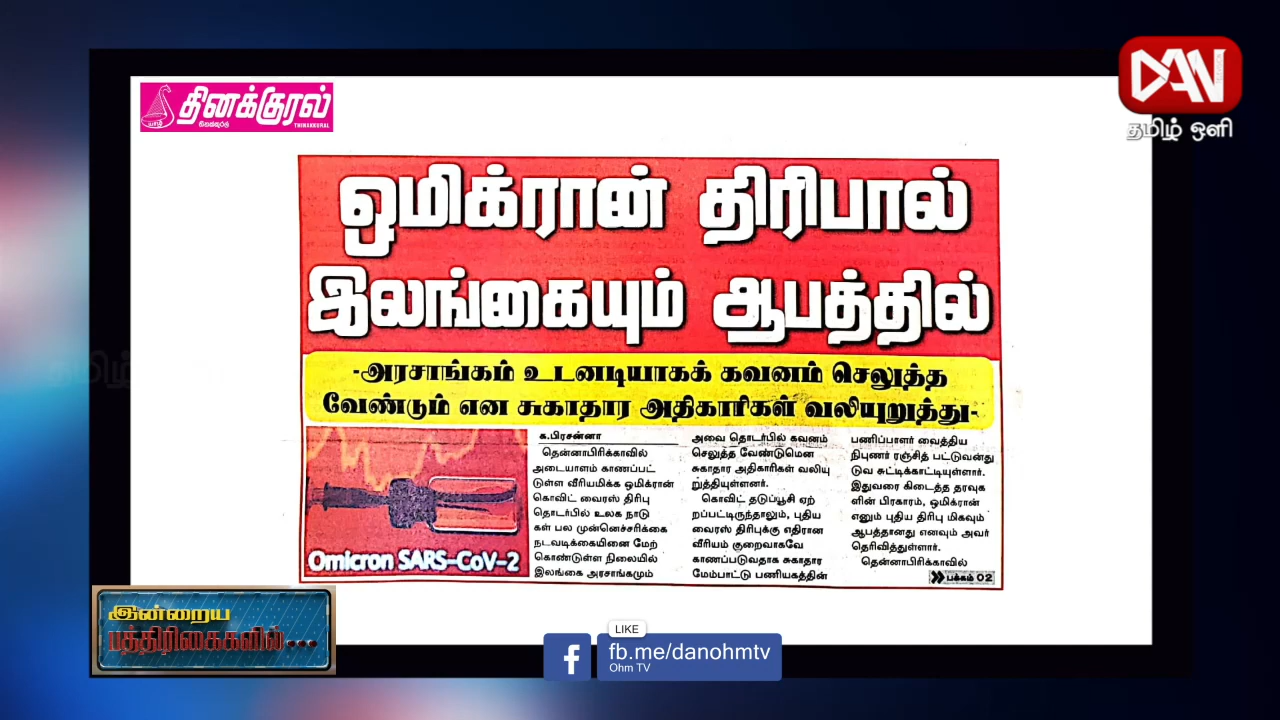 தினக்குரல்
யாழ்
தினக்குரல்
THINAKKURAL
DAN
தமிழ் ஒளி
ஒமிக்ரான் திரிபால்
இலங்கையும் ஆபத்தில்
-அரசாங்கம் உடனடியாகக் கவனம் செலுத்த
வேண்டும் என சுகாதார அதிகாரிகள் வலியுறுத்து-
Omicron SARS-CoV-2
க.பிரசன்னா
தென்னாபிரிக்காவில்
அடையாளம் காணப்பட்
டுள்ள வீரியமிக்க ஒமிக்ரான்
கொவிட் வைரஸ் திரிபு
தொடர்பில் உலக நாடு
கள் பல முன்னெச்சரிக்கை
நடவடிக்கையினை மேற்
கொண்டுள்ள நிலையில்
இலங்கை அரசாங்கமும்
அவை தொடர்பில் கவனம்
செலுத்த வேண்டுமென
சுகாதார அதிகாரிகள் வலியு
றுத்தியுள்ளனர்.
கொவிட் தடுப்பூசி ஏற்
றப்பட்டிருந்தாலும், புதிய
வைரஸ் திரிபுக்கு எதிரான
வீரியம் குறைவாகவே
காணப்படுவதாக சுகாதார
மேம்பாட்டு பணியகத்தின்
பணிப்பாளர் வைத்திய
நிபுணர் ரஞ்சித் பட்டுவன்து
டுவ சுட்டிக்காட்டியுள்ளார்.
இதுவரை கிடைத்த தரவுக
ளின் பிரகாரம், ஒமிக்ரான்
எனும் புதிய திரிபு மிகவும்
ஆபத்தானது எனவும் அவர்
தெரிவித்துள்ளார்.
தென்னாபிரிக்காவில்
பக்கம் 02
தமிழ்
இன்றைய
பத்திரிகைகளில்...
LIKE
f
fb.me/danohmtv
Ohm TV